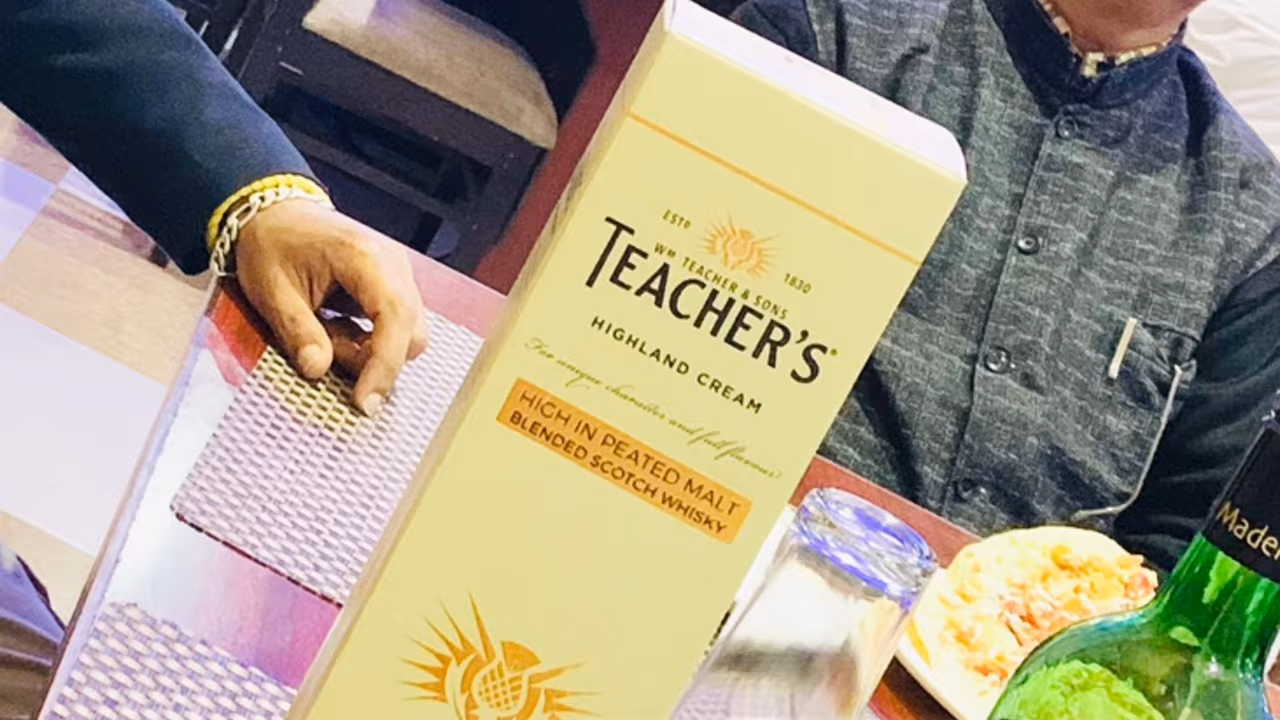 ESTD 1830
WM TEACHER & SONS
TEACHER'S
HIGHLAND CREAM
For unique character and full flavour
HIGH IN PEATED MALT
BLENDED SCOTCH WHISKY
Made